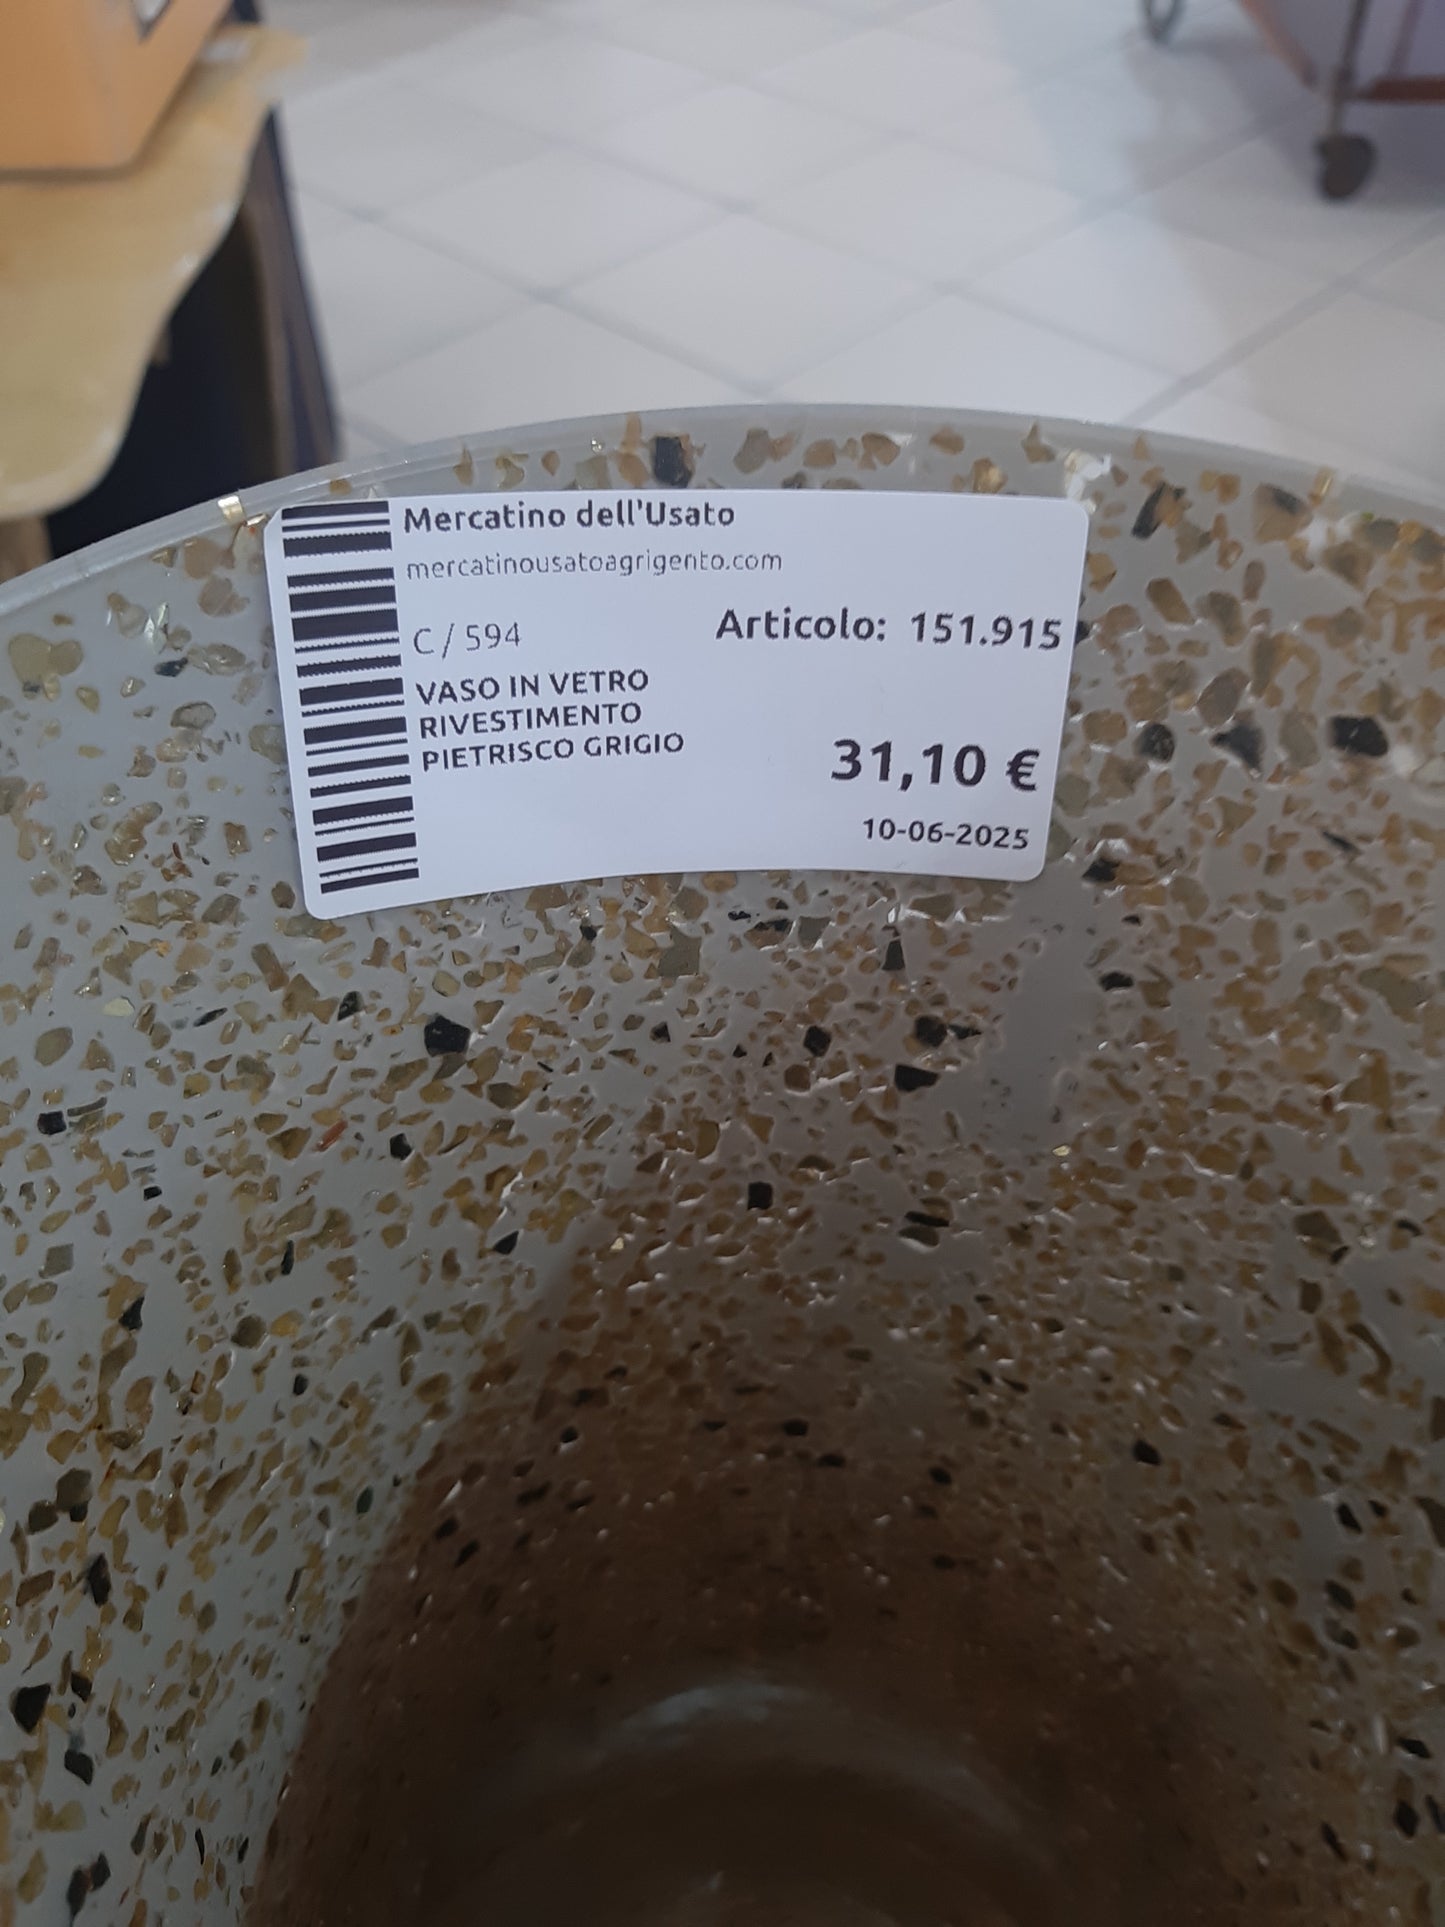 Mercatino dell'Usato
mercatinousatoagrigento.com
C / 594
Articolo: 151.915
VASO IN VETRO
RIVESTIMENTO
PIETRISCO GRIGIO
31,10 €
10-06-2025